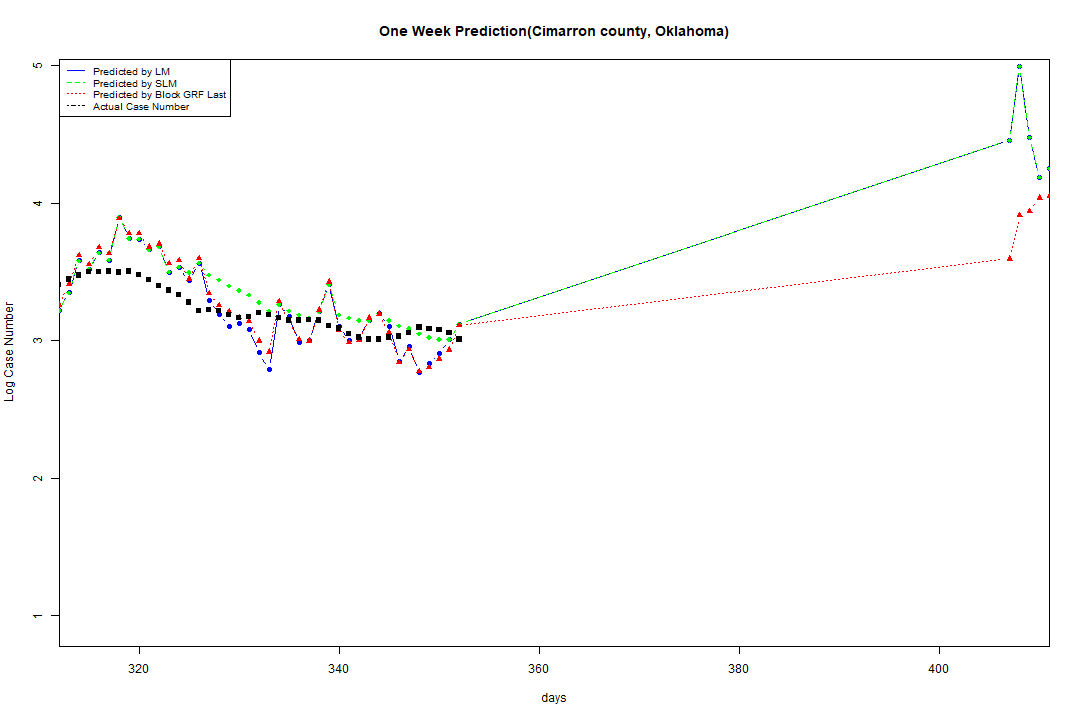 One Week Prediction(Cimarron county, Oklahoma)
Predicted by LM
Predicted by SLM
Predicted by Block GRF Last
Actual Case Number
5
4
3
2
1
Log Case Number
320 340 360 380 400
days